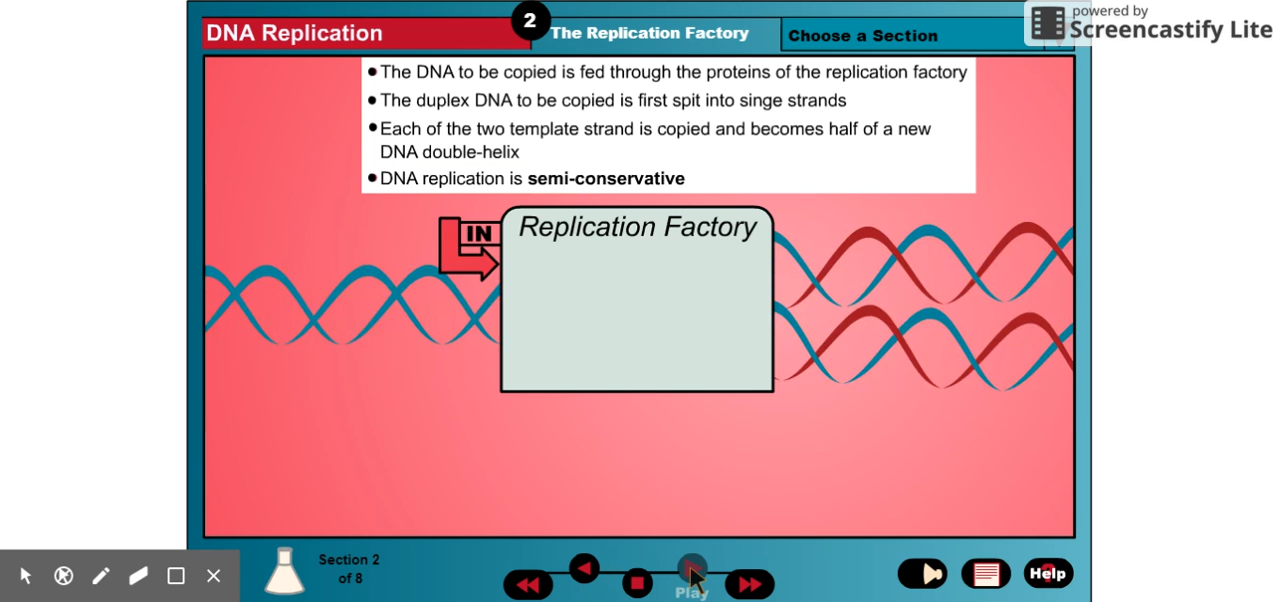 powered by
Screencastify Lite
2
DNA Replication
The Replication Factory
Choose a Section
• The DNA to be copied is fed through the proteins of the replication factory
• The duplex DNA to be copied is first spit into singe strands
• Each of the two template strand is copied and becomes half of a new
DNA double-helix
• DNA replication is semi-conservative
IN
Replication Factory
Section 2
of 8
Play
Help